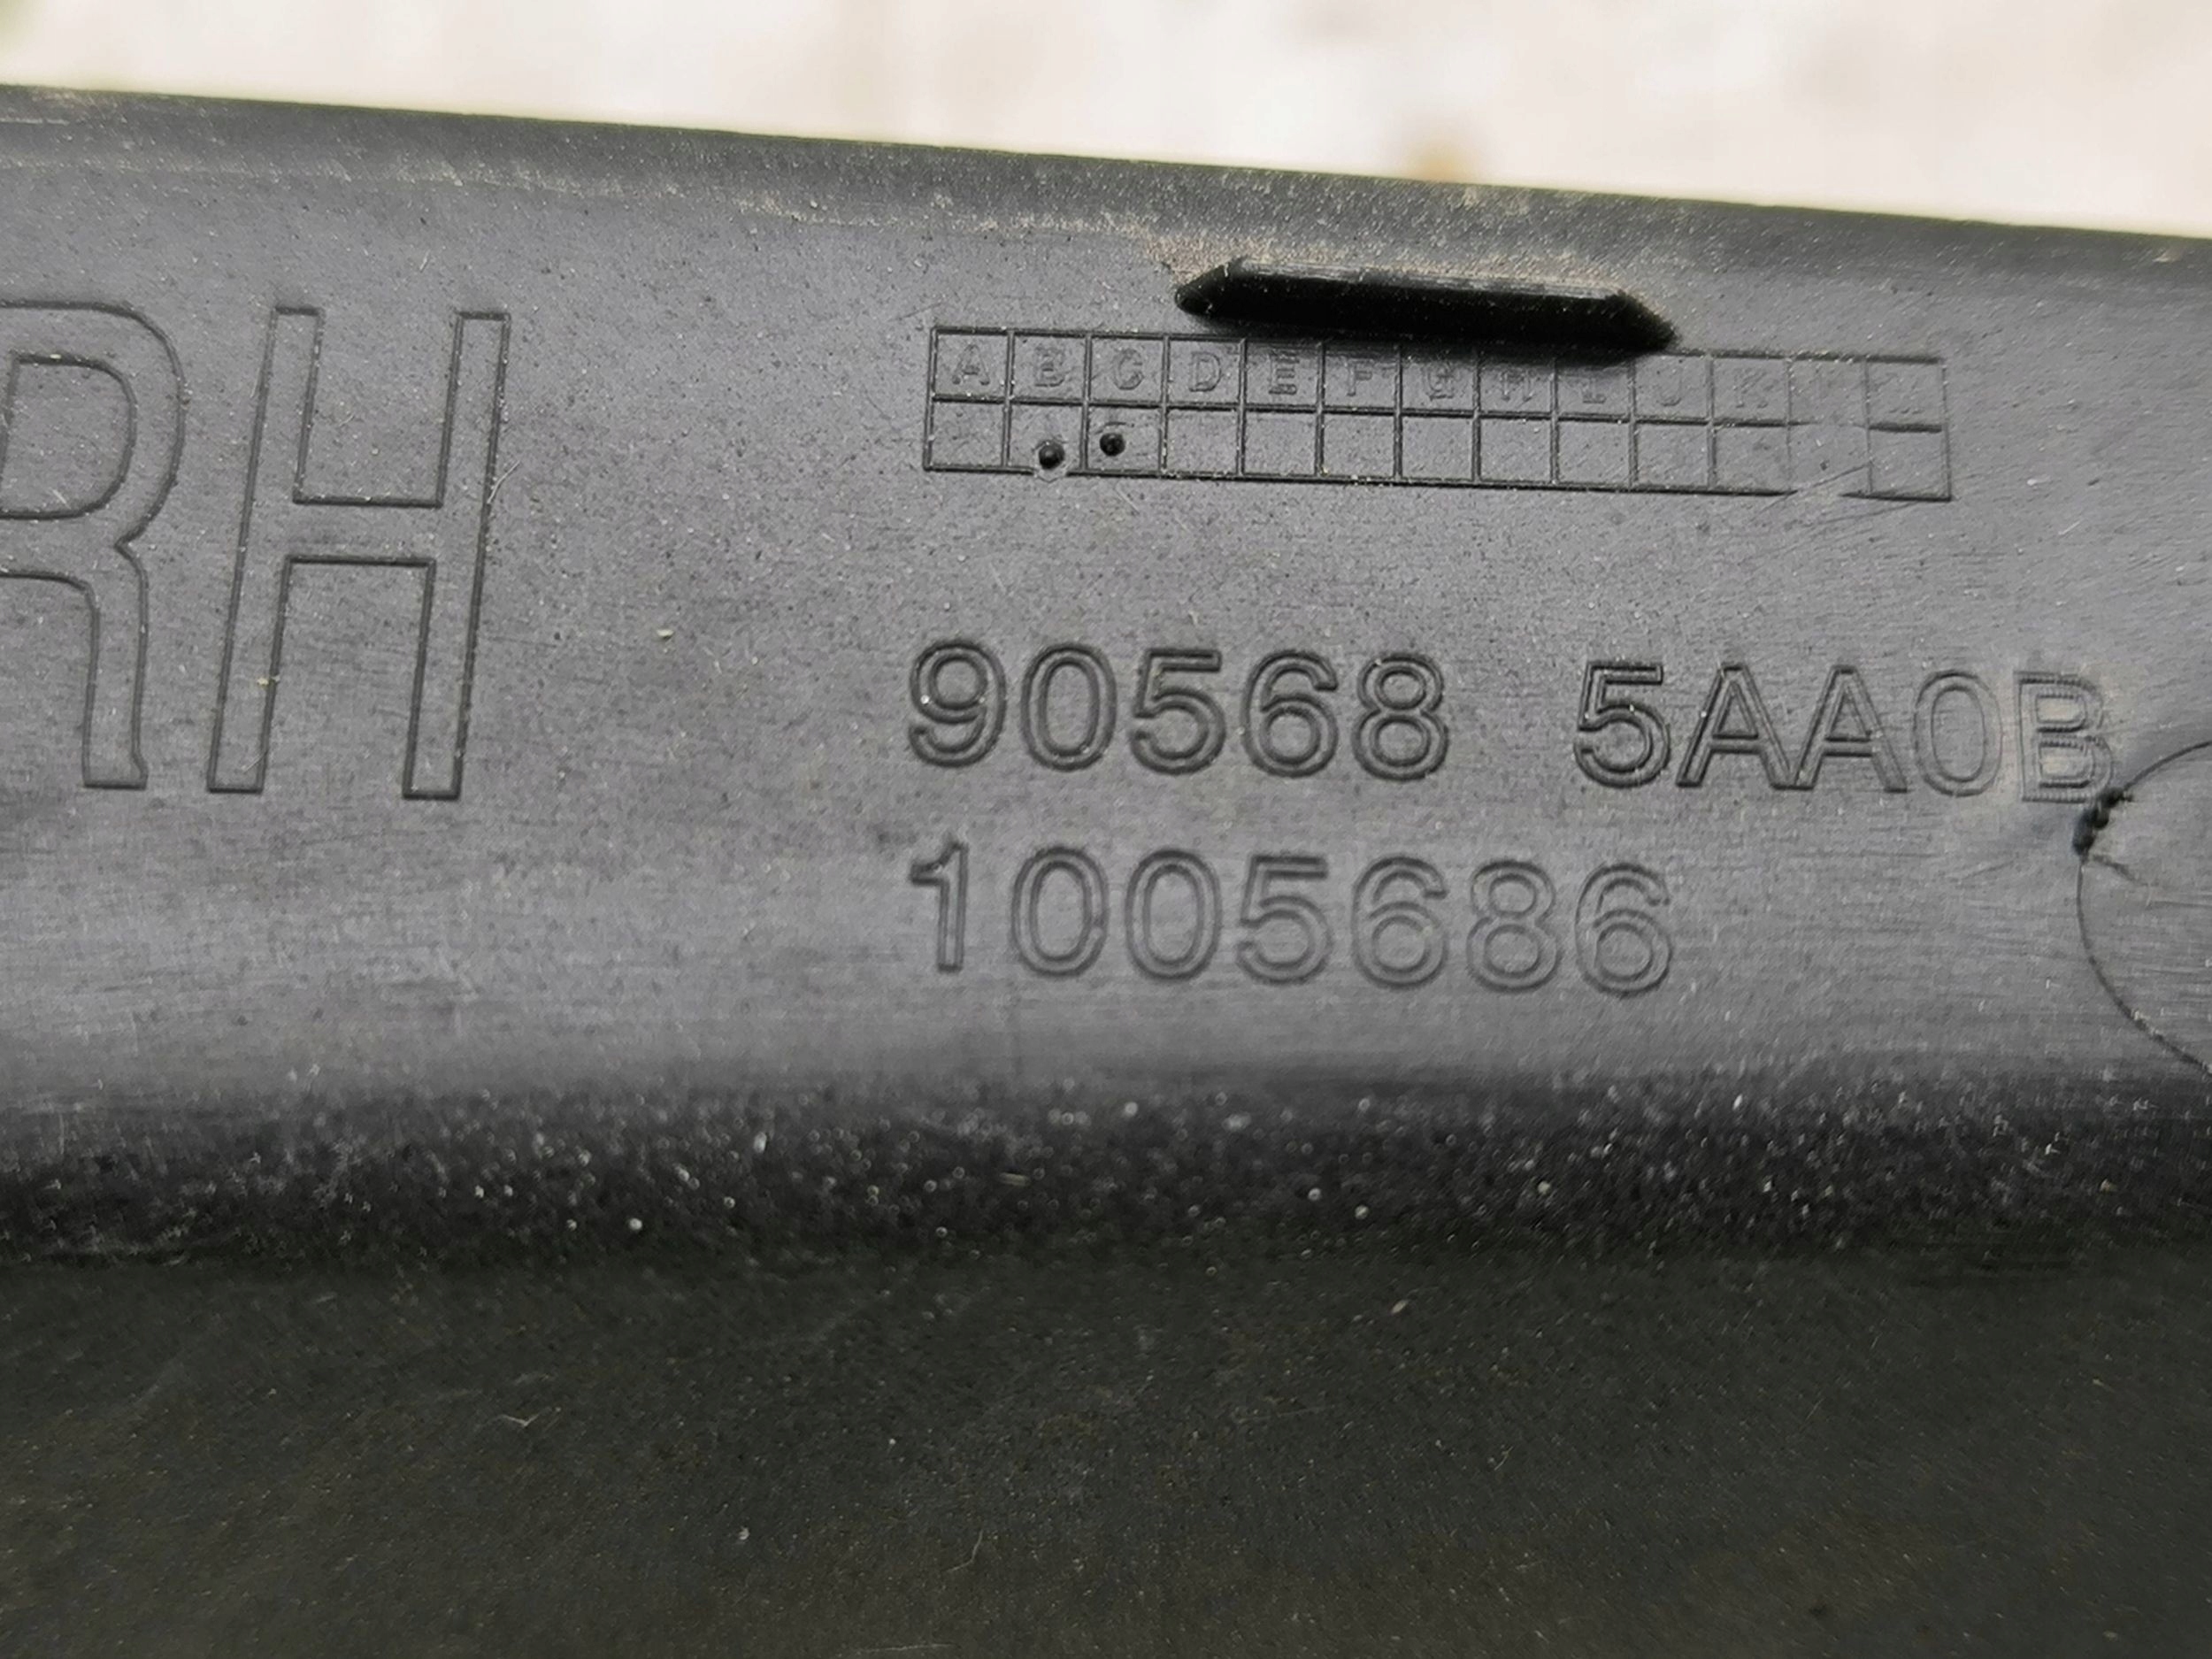 RH
A B C D E F G H I J K L M
90568 5AA0B
1005686